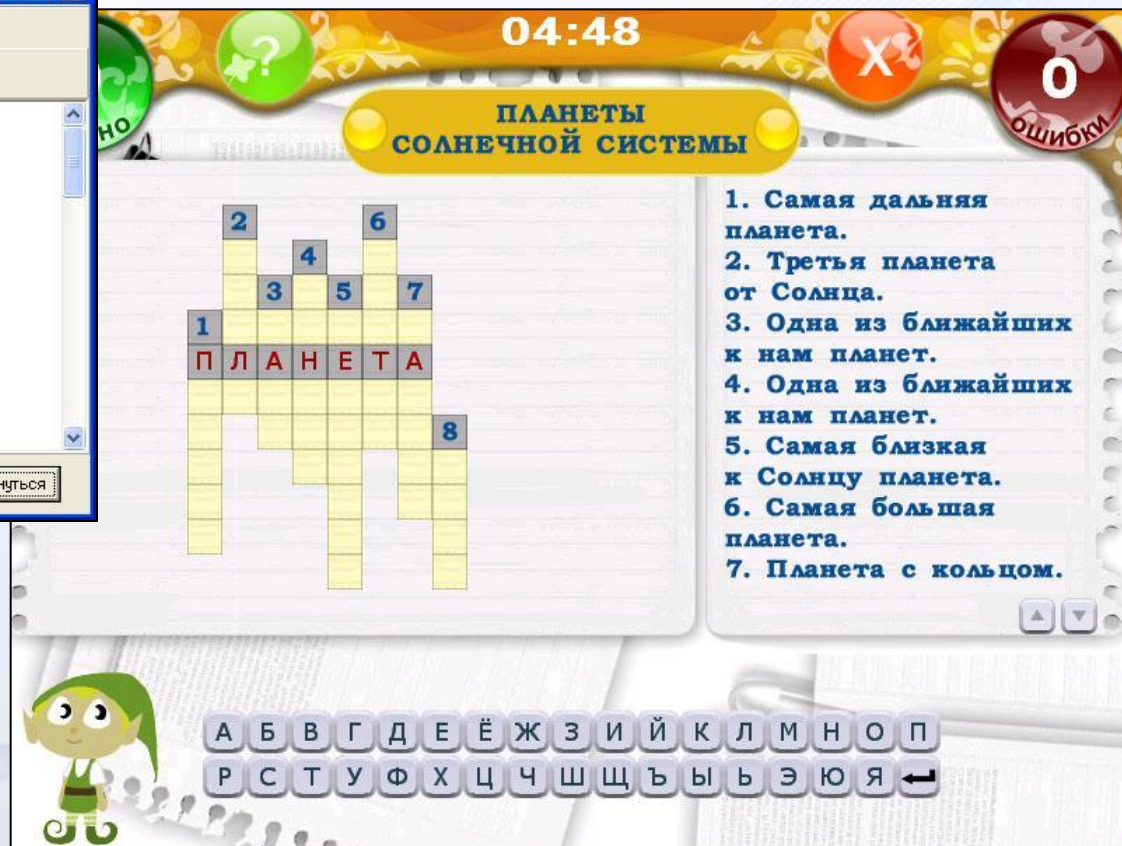 04:48
?
X
0
ОШИБКИ
НО
ПЛАНЕТЫ
СОЛНЕЧНОЙ СИСТЕМЫ
2
6
4
3
5
7
1
П Л А Н Е Т А
8
1. Самая дальняя
планета.
2. Третья планета
от Солнца.
3. Одна из ближайших
к нам планет.
4. Одна из ближайших
к нам планет.
5. Самая близкая
к Солнцу планета.
6. Самая большая
планета.
7. Планета с кольцом.
нуться
А Б В Г Д Е Ё Ж З И Й К Л М Н О П
Р С Т У Ф Х Ц Ч Ш Щ Ъ Ы Ь Э Ю Я